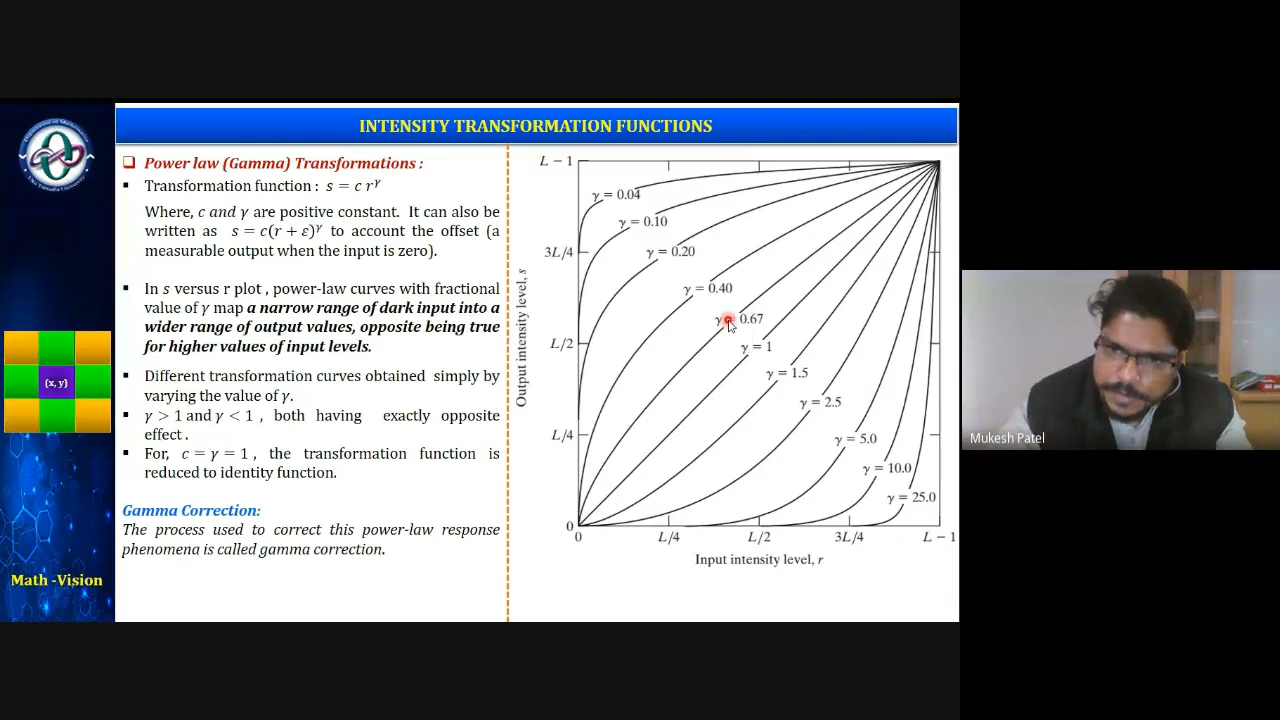 INTENSITY TRANSFORMATION FUNCTIONS
❑ Power law (Gamma) Transformations :
▪ Transformation function : s = c r^γ
Where, c and γ are positive constant. It can also be
written as s = c(r + ε)^γ to account the offset (a
measurable output when the input is zero).
▪ In s versus r plot , power-law curves with fractional
value of γ map a narrow range of dark input into a
wider range of output values, opposite being true
for higher values of input levels.
▪ Different transformation curves obtained simply by
varying the value of γ.
▪ γ > 1 and γ < 1 , both having exactly opposite
effect .
▪ For, c = γ = 1 , the transformation function is
reduced to identity function.
Gamma Correction:
The process used to correct this power-law response
phenomena is called gamma correction.
(x, y)
Math -Vision
L − 1
3L/4
L/2
L/4
0
Output intensity level, s
γ = 0.04
γ = 0.10
γ = 0.20
γ = 0.40
γ 0.67
γ = 1
γ = 1.5
γ = 2.5
γ = 5.0
γ = 10.0
γ = 25.0
0 L/4 L/2 3L/4 L − 1
Input intensity level, r
Mukesh Patel